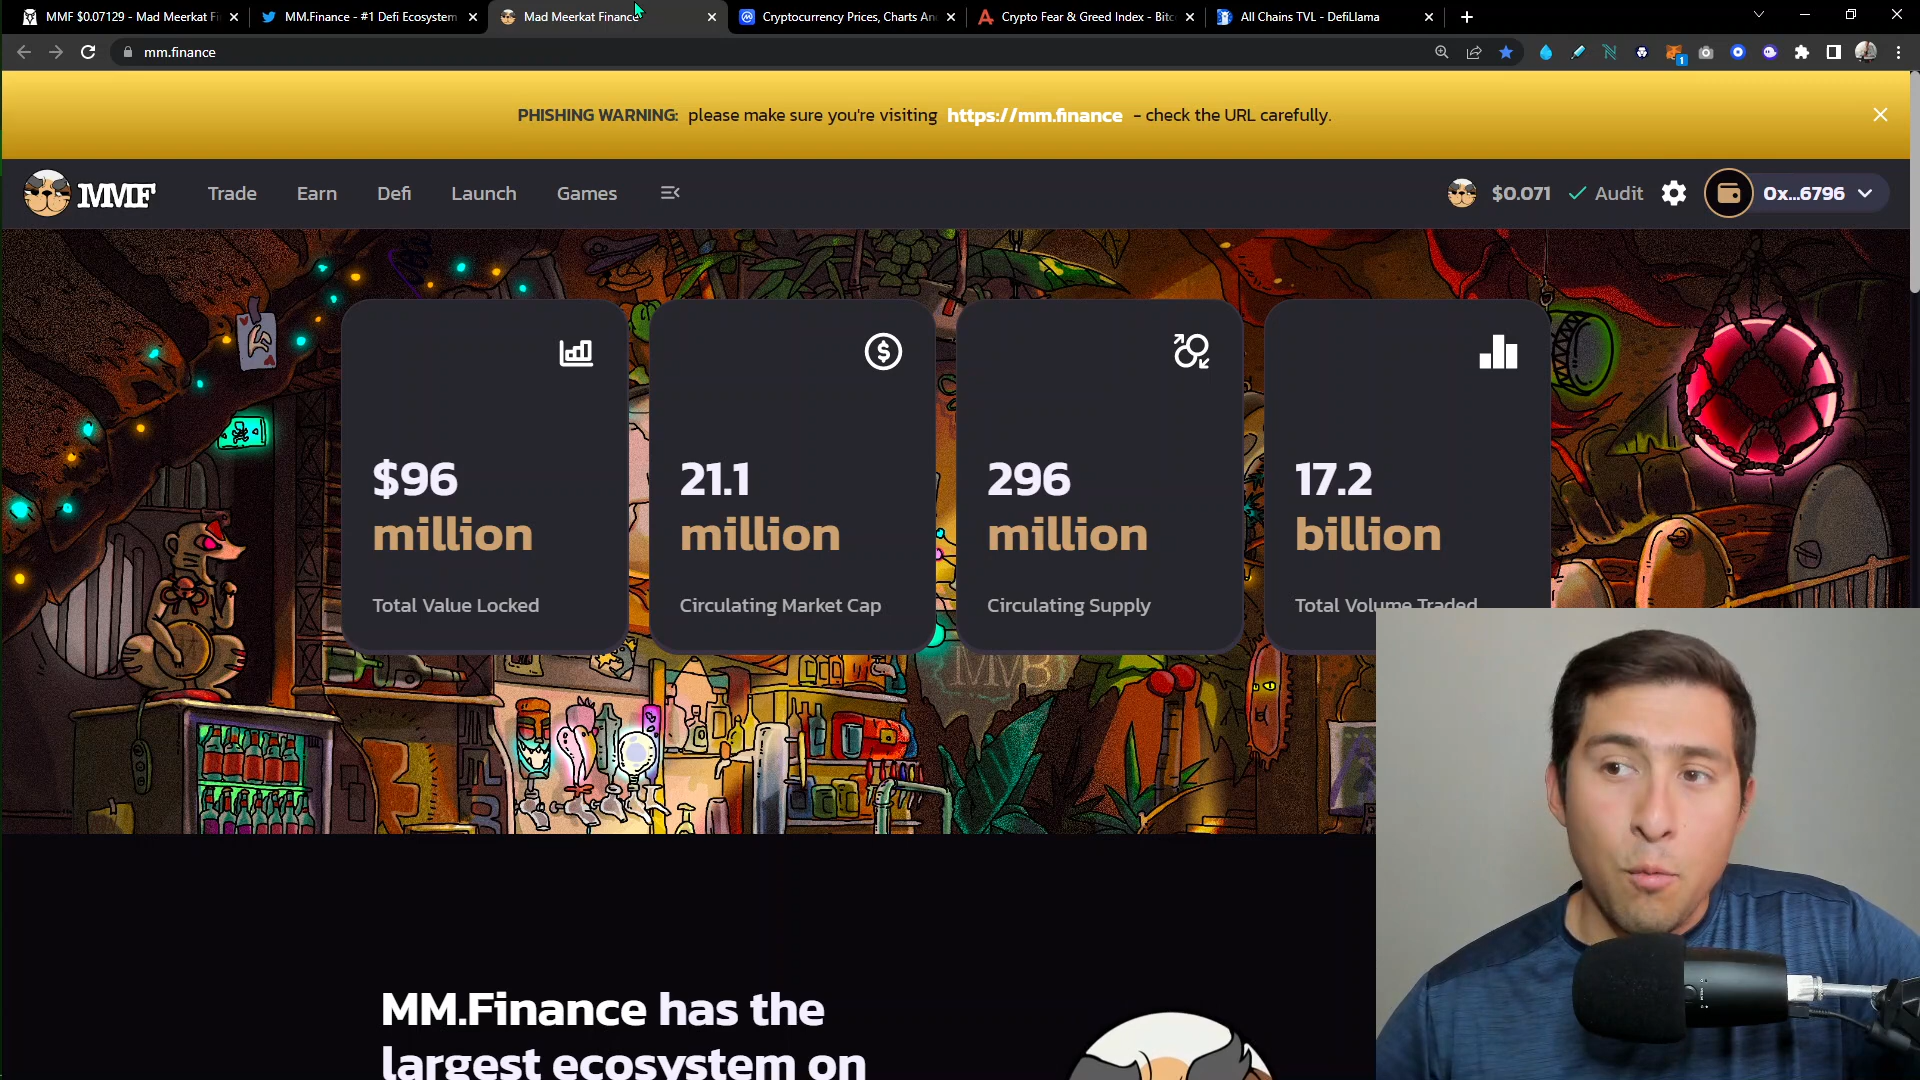 MMF $0.07129 - Mad Meerkat Fi
MM.Finance - #1 Defi Ecosystem
Mad Meerkat Finance
Cryptocurrency Prices, Charts An
Crypto Fear & Greed Index - Bitc
All Chains TVL - DefiLlama
mm.finance
1
PHISHING WARNING: please make sure you're visiting https://mm.finance - check the URL carefully.
MMF
Trade
Earn
Defi
Launch
Games
$0.071
Audit
0x...6796
$96
million
Total Value Locked
21.1
million
Circulating Market Cap
296
million
Circulating Supply
17.2
billion
Total Volume Traded
MVB
MM.Finance has the
largest ecosystem on